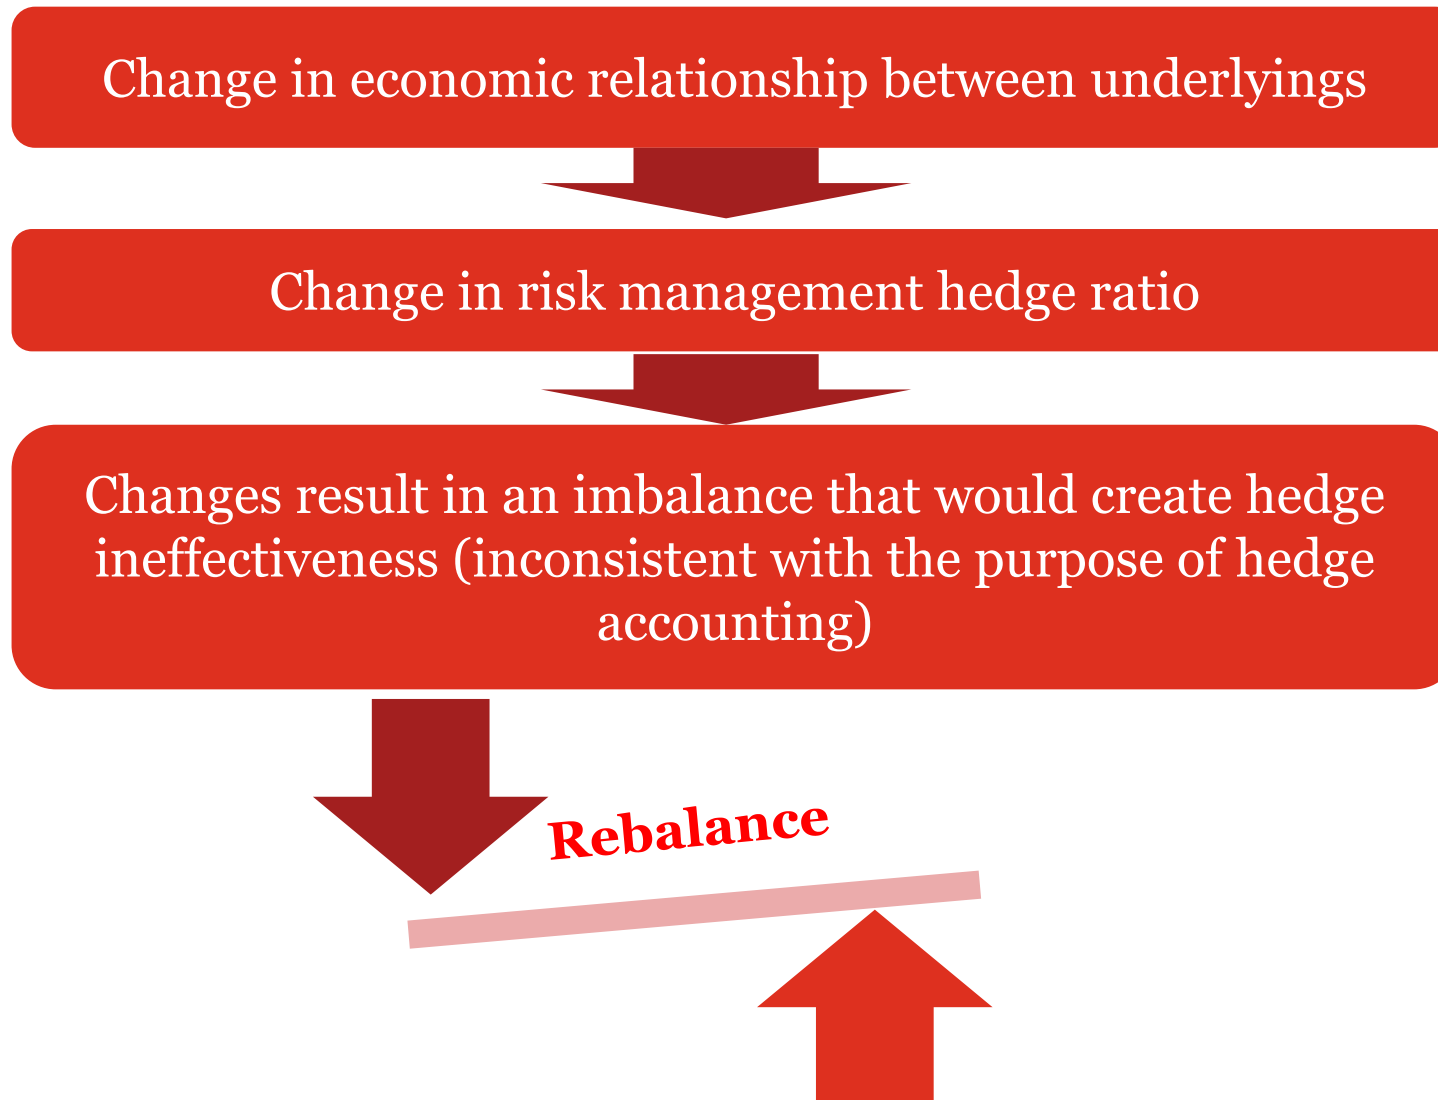 Change in economic relationship between underlyings
Change in risk management hedge ratio
Changes result in an imbalance that would create hedge
ineffectiveness (inconsistent with the purpose of hedge
accounting)
Rebalance